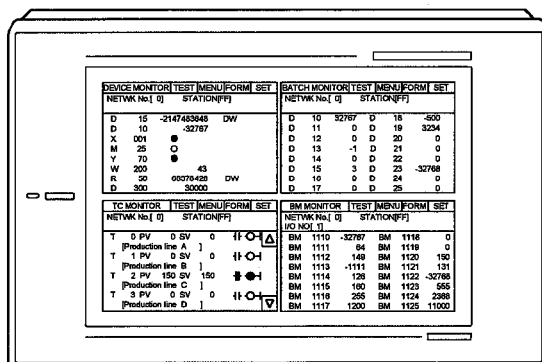 DEVICE MONITOR TEST MENU FORM SET
NETWK No.[ 0] STATION[FF]
D 15 -2147483648 DW
D 10 -32767
X 001
M 25
Y 70
W 200 43
R 50 68376428 DW
D 300 30000
BATCH MONITOR TEST MENU FORM SET
NETWK No.[ 0] STATION[FF]
D 10 32767 D 18 -500
D 11 0 D 19 3234
D 12 0 D 20 0
D 13 -1 D 21 0
D 14 0 D 22 0
D 15 3 D 23 -32768
D 16 0 D 24 0
D 17 0 D 25 0
TC MONITOR TEST MENU FORM SET
NETWK No.[ 0] STATION[FF]
T 0 PV 0 SV 0
[Production line A ]
T 1 PV 0 SV 0
[Production line B ]
T 2 PV 150 SV 150
[Production line C ]
T 3 PV 0 SV 0
[Production line D ]
BM MONITOR TEST MENU FORM SET
NETWK No.[ 0] STATION[FF]
I/O NO[ 1]
BM 1110 -32767 BM 1118 0
BM 1111 64 BM 1119 0
BM 1112 149 BM 1120 150
BM 1113 -1111 BM 1121 131
BM 1114 126 BM 1122 -32768
BM 1115 160 BM 1123 555
BM 1116 255 BM 1124 2368
BM 1117 1200 BM 1125 11000